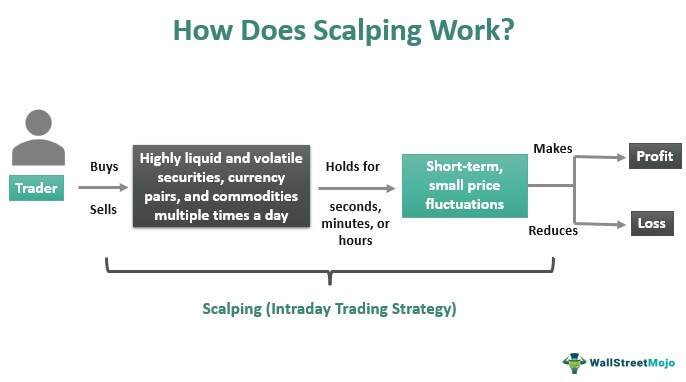 How Does Scalping Work?
Trader
Buys
Sells
Highly liquid and volatile
securities, currency
pairs, and commodities
multiple times a day
Holds for
seconds,
minutes, or
hours
Short-term,
small price
fluctuations
Makes
Reduces
Profit
Loss
Scalping (Intraday Trading Strategy)
WallStreetMojo